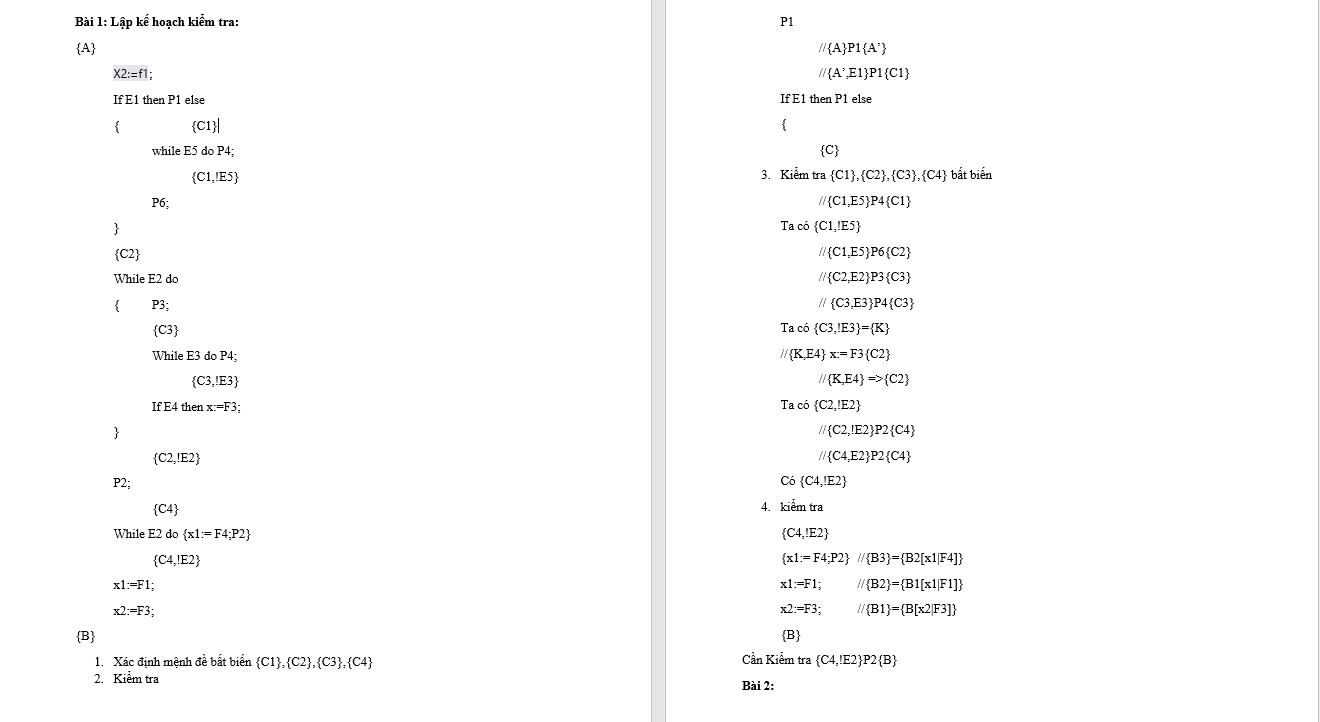 Bài 1: Lập kế hoạch kiểm tra:
{A}
X2:=f1;
If E1 then P1 else
{ {C1}
while E5 do P4;
{C1,!E5}
P6;
}
{C2}
While E2 do
{ P3;
{C3}
While E3 do P4;
{C3,!E3}
If E4 then x:=F3;
}
{C2,!E2}
P2;
{C4}
While E2 do {x1:= F4;P2}
{C4,!E2}
x1:=F1;
x2:=F3;
{B}
1. Xác định mệnh đề bất biến {C1},{C2},{C3},{C4}
2. Kiểm tra
P1
//{A}P1{A’}
//{A’,E1}P1{C1}
If E1 then P1 else
{
{C}
3. Kiểm tra {C1},{C2},{C3},{C4} bất biến
//{C1,E5}P4{C1}
Ta có {C1,!E5}
//{C1,E5}P6{C2}
//{C2,E2}P3{C3}
// {C3,E3}P4{C3}
Ta có {C3,!E3}={K}
//{K,E4} x:= F3{C2}
//{K,E4} =>{C2}
Ta có {C2,!E2}
//{C2,!E2}P2{C4}
//{C4,E2}P2{C4}
Có {C4,!E2}
4. kiểm tra
{C4,!E2}
{x1:= F4;P2} //{B3}={B2[x1|F4]}
x1:=F1; //{B2}={B1[x1|F1]}
x2:=F3; //{B1}={B[x2|F3]}
{B}
Cần Kiểm tra {C4,!E2}P2{B}
Bài 2: